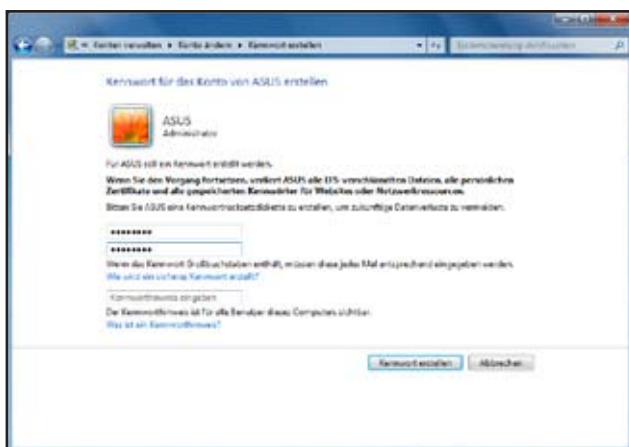 Konten verwalten ▸ Konto ändern ▸ Kennwort erstellen
Systemsteuerung durchsuchen
Kennwort für das Konto von ASUS erstellen
ASUS
Administrator
Für ASUS soll ein Kennwort erstellt werden.
Wenn Sie den Vorgang fortsetzen, verliert ASUS alle EFS-verschlüsselten Dateien, alle persönlichen
Zertifikate und alle gespeicherten Kennwörter für Websites oder Netzwerkressourcen.
Bitten Sie ASUS eine Kennwortrücksetzdiskette zu erstellen, um zukünftige Datenverluste zu vermeiden.
••••••••
••••••••
Wenn das Kennwort Großbuchstaben enthält, müssen diese jedes Mal entsprechend eingegeben werden.
Wie wird ein sicheres Kennwort erstellt?
Kennworthinweis eingeben
Der Kennworthinweis ist für alle Benutzer dieses Computers sichtbar.
Was ist ein Kennworthinweis?
Kennwort erstellen
Abbrechen